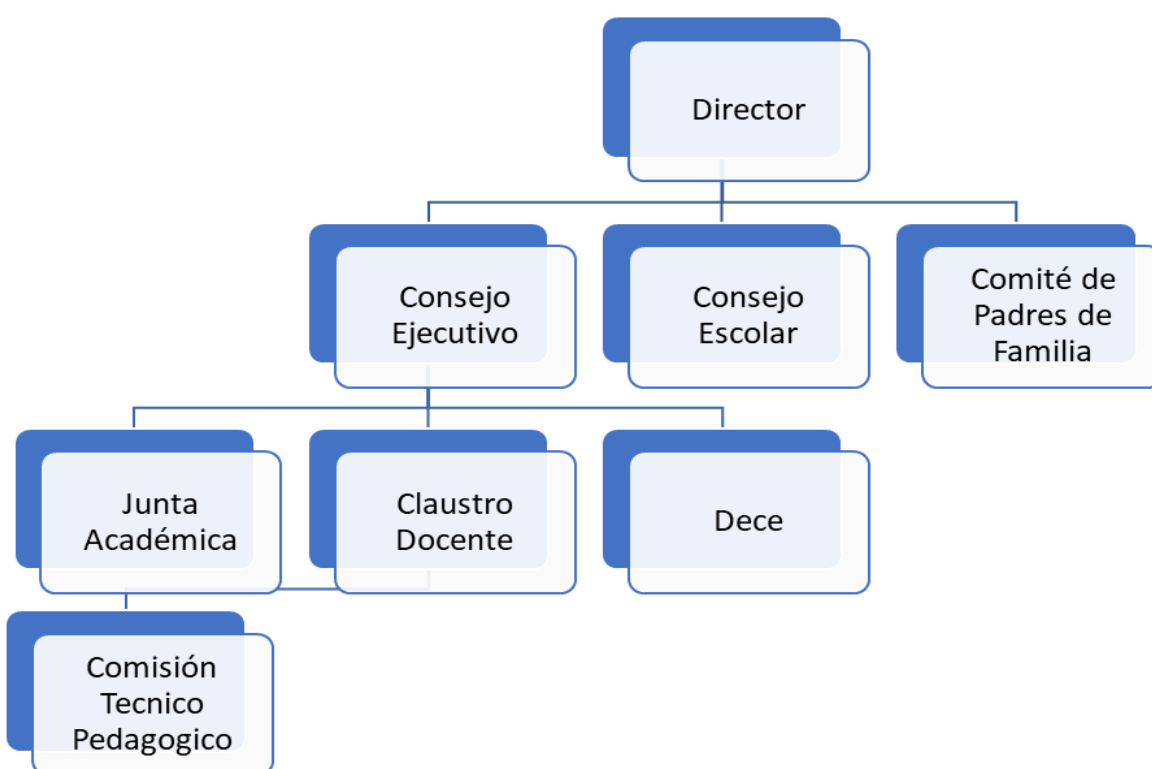 Director
Consejo
Ejecutivo
Consejo
Escolar
Comité de
Padres de
Familia
Junta
Académica
Claustro
Docente
Dece
Comisión
Tecnico
Pedagogico